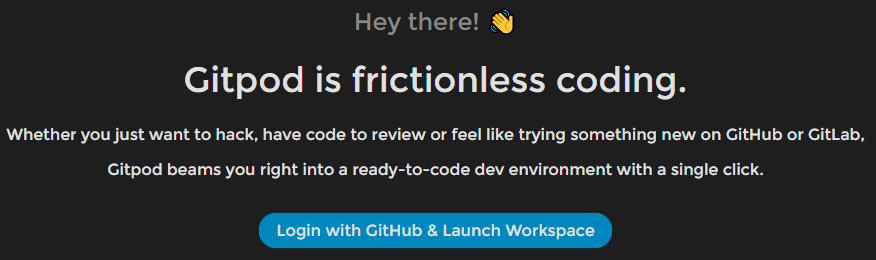 Hey there! 👋
Gitpod is frictionless coding.
Whether you just want to hack, have code to review or feel like trying something new on GitHub or GitLab,
Gitpod beams you right into a ready-to-code dev environment with a single click.
Login with GitHub & Launch Workspace